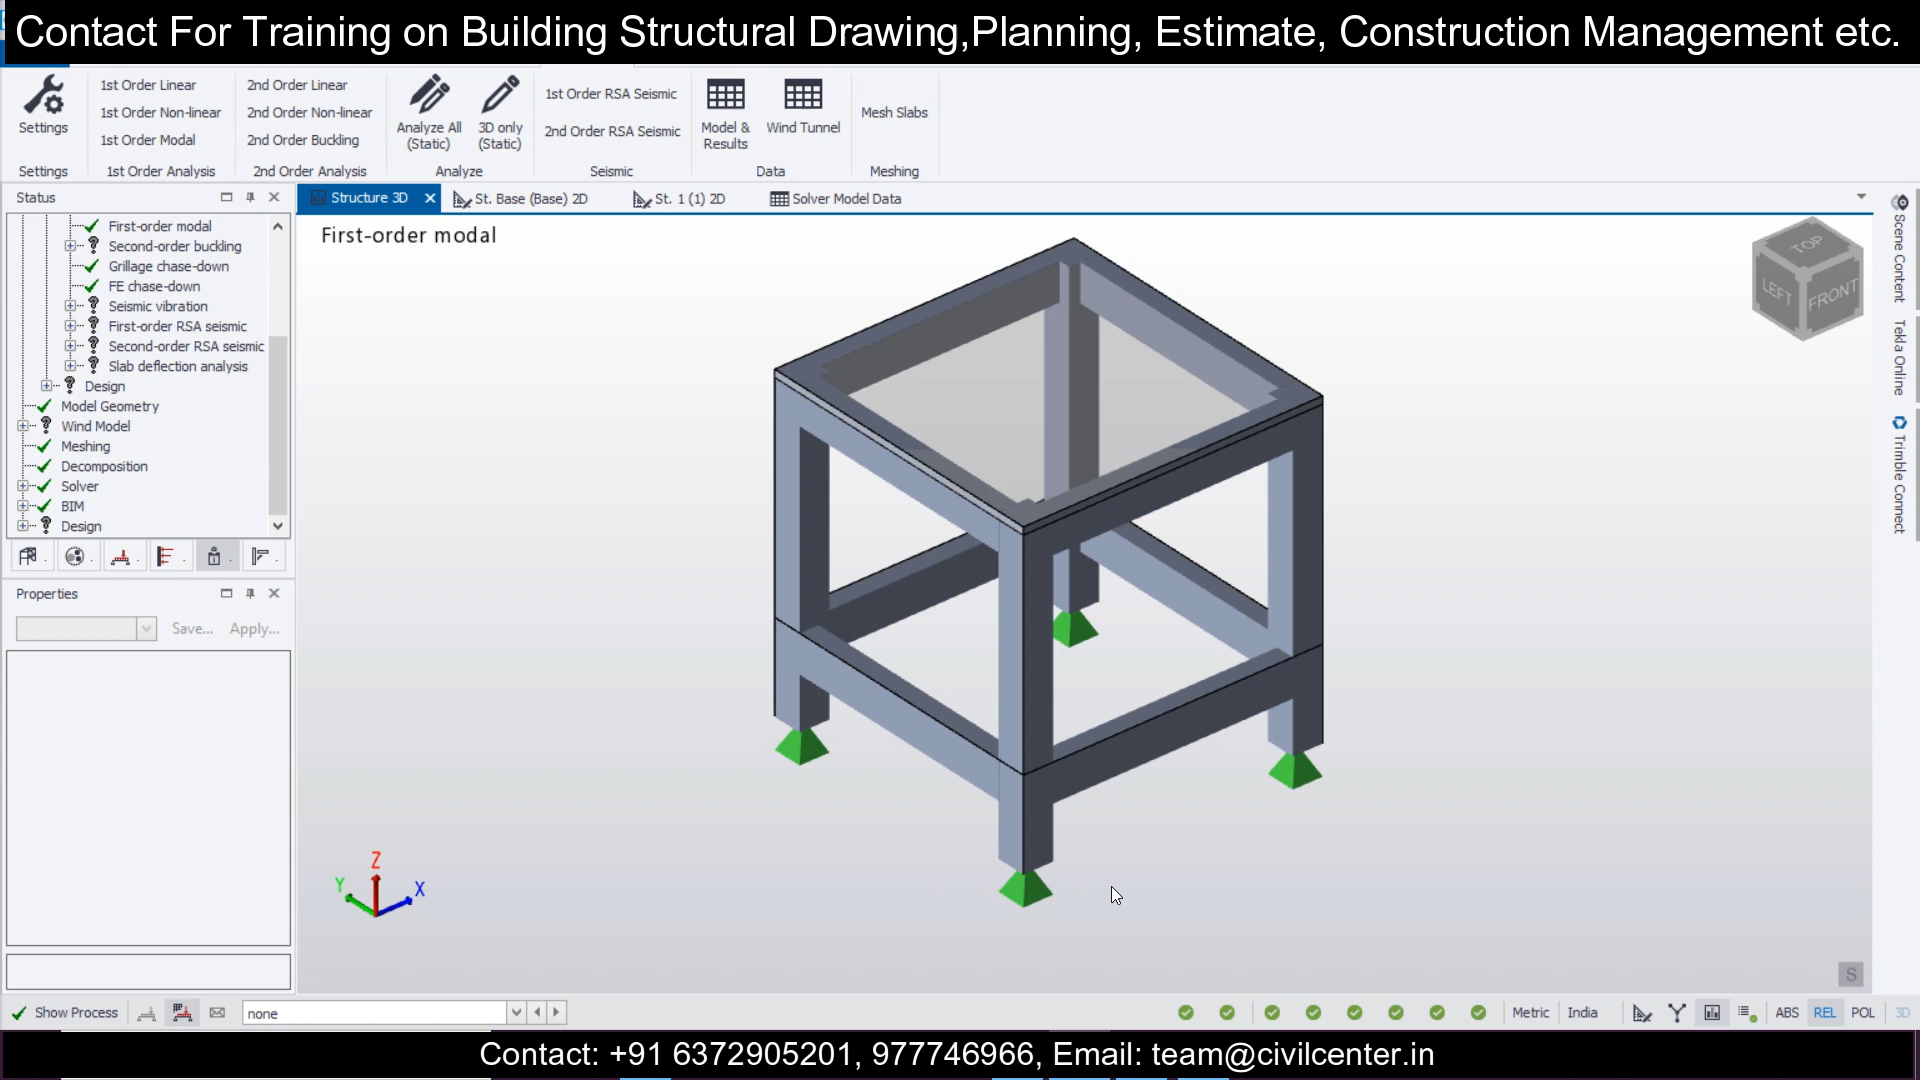 Contact For Training on Building Structural Drawing,Planning, Estimate, Construction Management etc.
Settings
1st Order Linear
1st Order Non-linear
1st Order Modal
2nd Order Linear
2nd Order Non-linear
2nd Order Buckling
Analyze All (Static)
3D only (Static)
1st Order RSA Seismic
2nd Order RSA Seismic
Model & Results
Wind Tunnel
Mesh Slabs
Settings
1st Order Analysis
2nd Order Analysis
Analyze
Seismic
Data
Meshing
Status
Structure 3D
St. Base (Base) 2D
St. 1 (1) 2D
Solver Model Data
First-order modal
Second-order buckling
Grillage chase-down
FE chase-down
Seismic vibration
First-order RSA seismic
Second-order RSA seismic
Slab deflection analysis
Design
Model Geometry
Wind Model
Meshing
Decomposition
Solver
BIM
Design
Properties
Save...
Apply...
First-order modal
TOP
LEFT
FRONT
Z
Y
X
S
Scene Content
Tekla Online
Trimble Connect
Show Process
none
Metric
India
ABS
REL
POL
3D
Contact: +91 6372905201, 977746966, Email: team@civilcenter.in